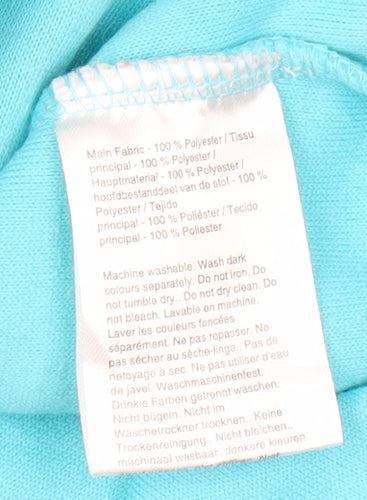 Main Fabric - 100 % Polyester / Tissu
principal - 100 % Polyester /
Hauptmaterial - 100 % Polyester /
hoofdbestanddeel van de stof - 100 %
Polyester / Tejido
principal - 100 % Poliéster / Tecido
principal - 100 % Poliester
Machine washable. Wash dark
colours separately. Do not iron. Do
not tumble dry.. Do not dry clean. Do
not bleach. Lavable en machine.
Laver les couleurs foncées
séparément. Ne pas repasser. Ne
pas sécher au sèche-linge.. Pas de
nettoyage à sec. Ne pas utiliser d'eau
de javel. Waschmaschinenfest.
Dunkle Farben getrennt waschen.
Nicht bügeln. Nicht im
Wäschetrockner trocknen.. Keine
Trockenreinigung . Nicht bleichen..
machinaal wasbaar. donkere kleuren